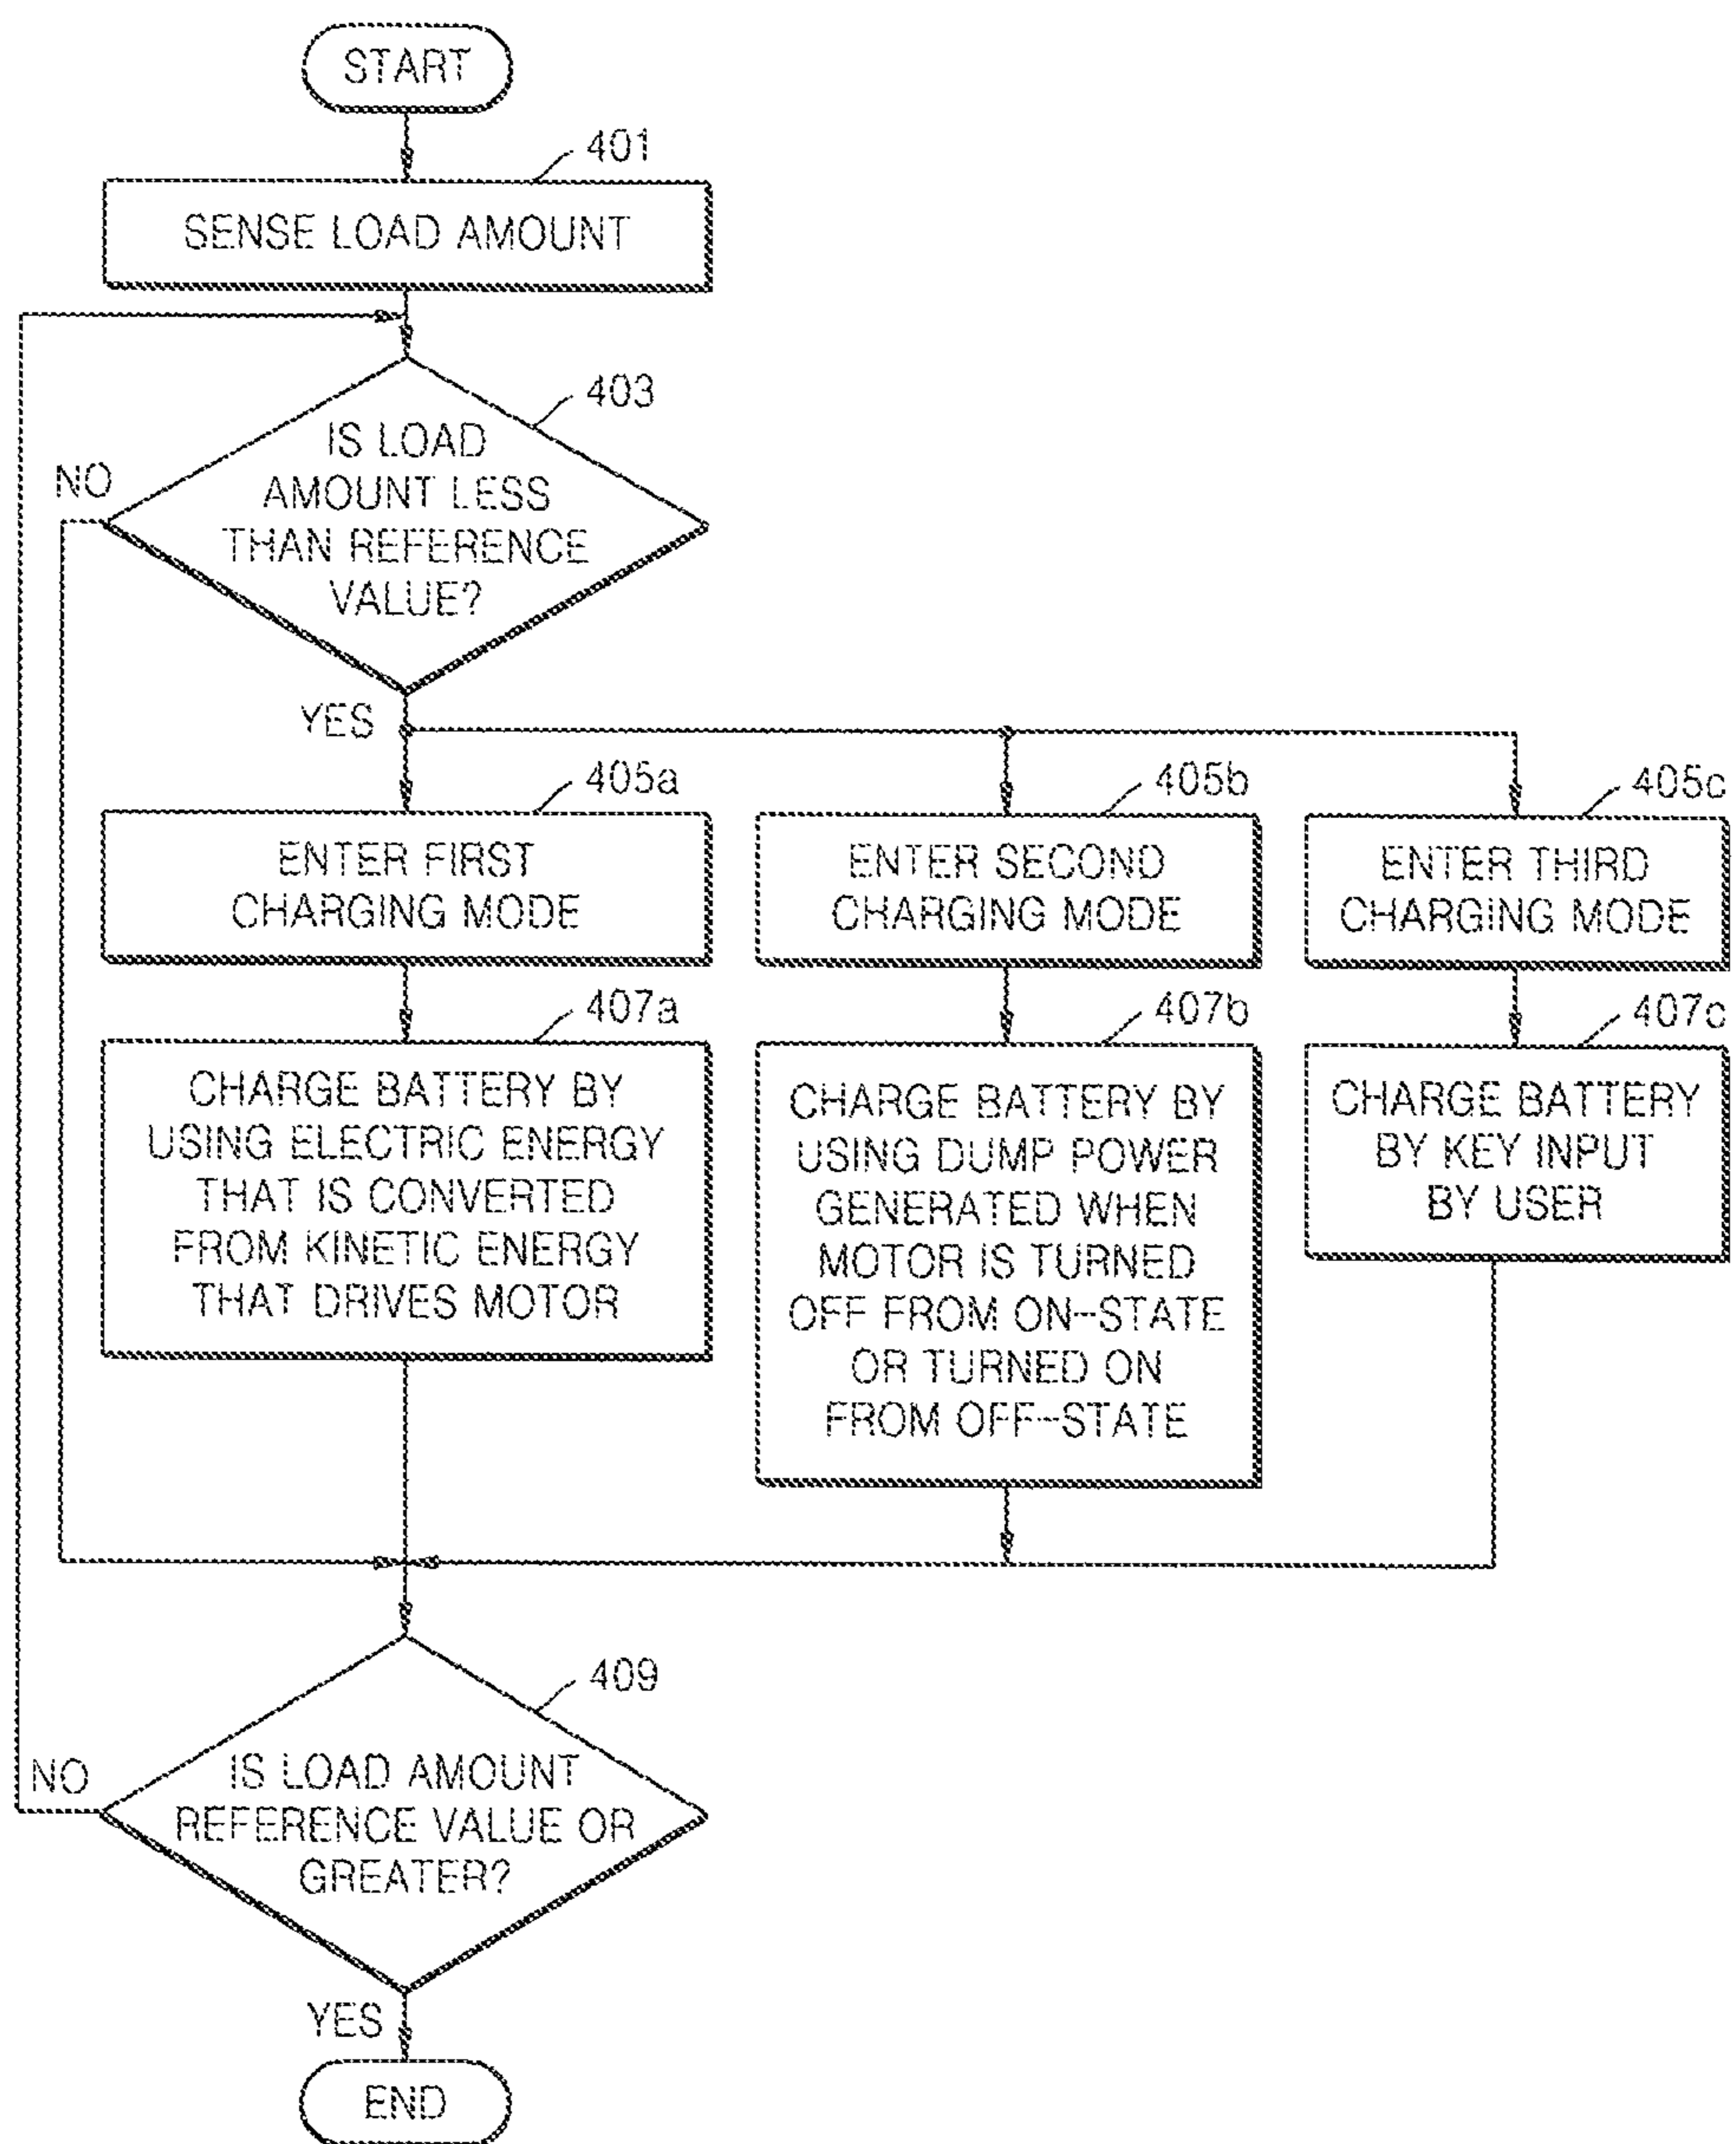 START
401
SENSE LOAD AMOUNT
403
IS LOAD
AMOUNT LESS
THAN REFERENCE
VALUE?
NO
YES
405a
ENTER FIRST
CHARGING MODE
405b
ENTER SECOND
CHARGING MODE
405c
ENTER THIRD
CHARGING MODE
407a
CHARGE BATTERY BY
USING ELECTRIC ENERGY
THAT IS CONVERTED
FROM KINETIC ENERGY
THAT DRIVES MOTOR
407b
CHARGE BATTERY BY
USING DUMP POWER
GENERATED WHEN
MOTOR IS TURNED
OFF FROM ON-STATE
OR TURNED ON
FROM OFF-STATE
407c
CHARGE BATTERY
BY KEY INPUT
BY USER
409
IS LOAD AMOUNT
REFERENCE VALUE OR
GREATER?
NO
YES
END